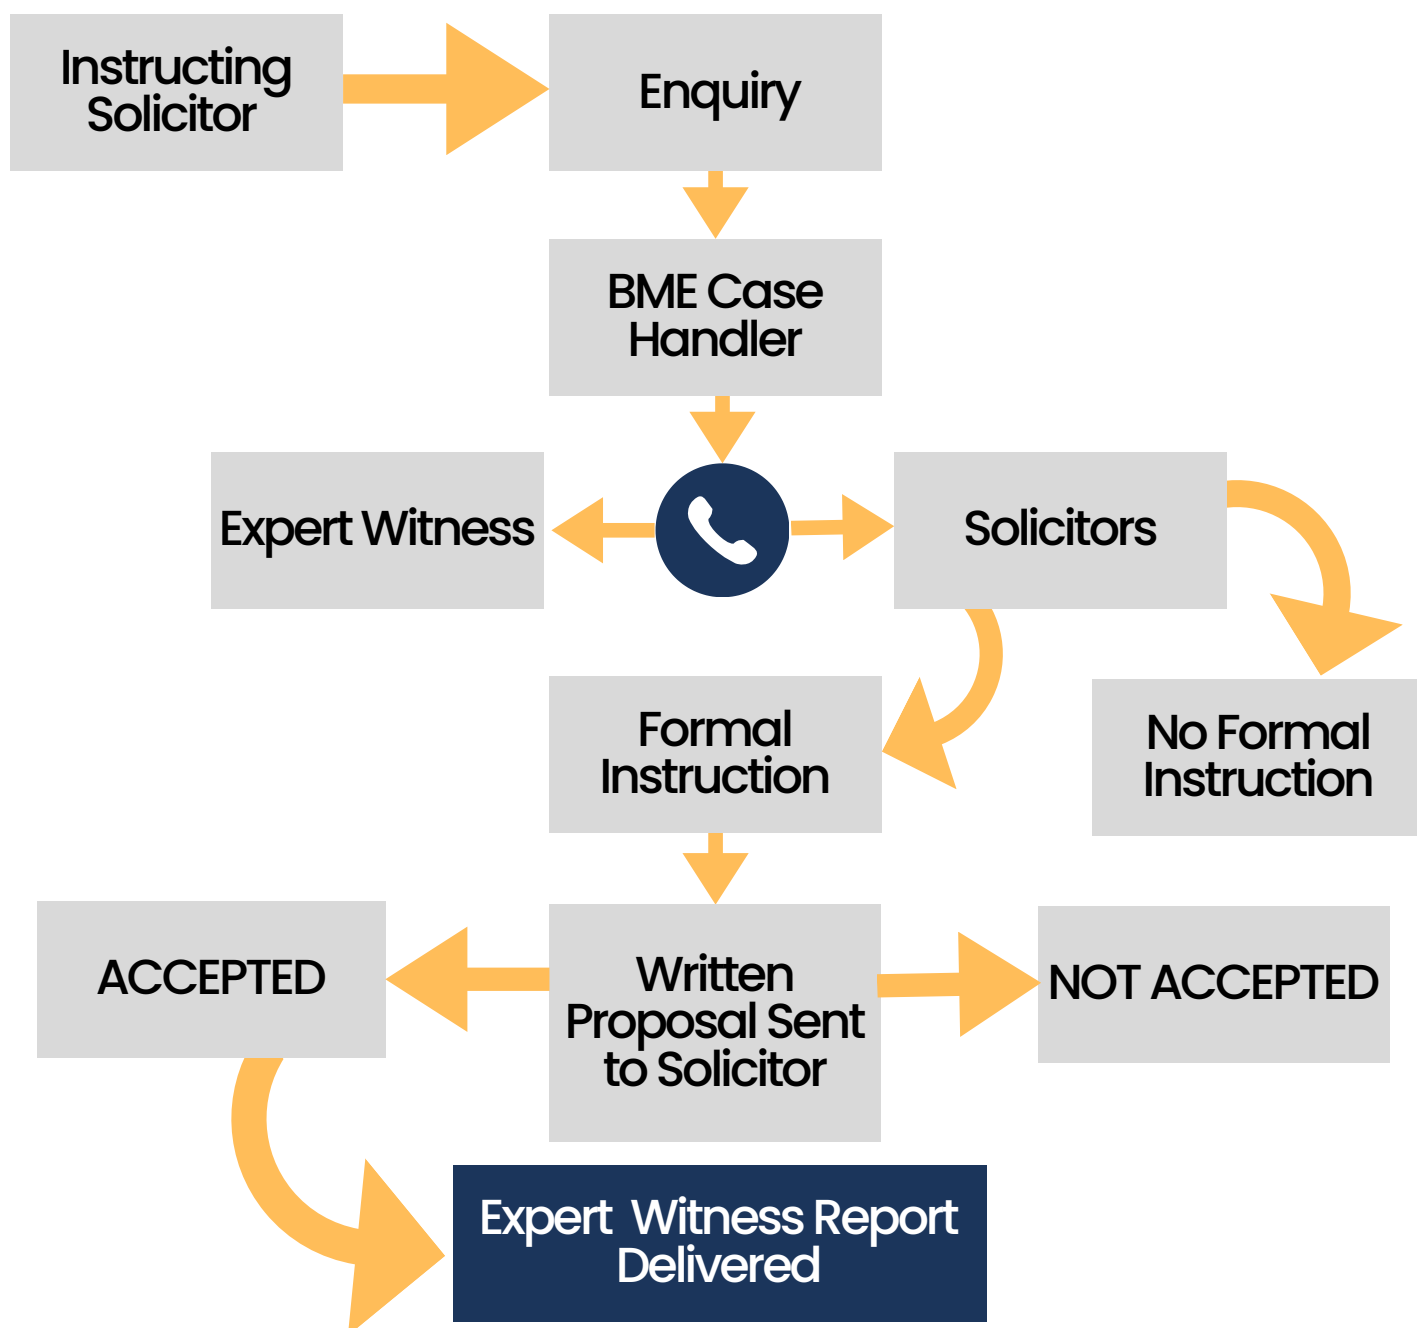 Instructing
Solicitor
Enquiry
BME Case
Handler
Expert Witness
Solicitors
Formal
Instruction
No Formal
Instruction
ACCEPTED
Written
Proposal Sent
to Solicitor
NOT ACCEPTED
Expert Witness Report
Delivered